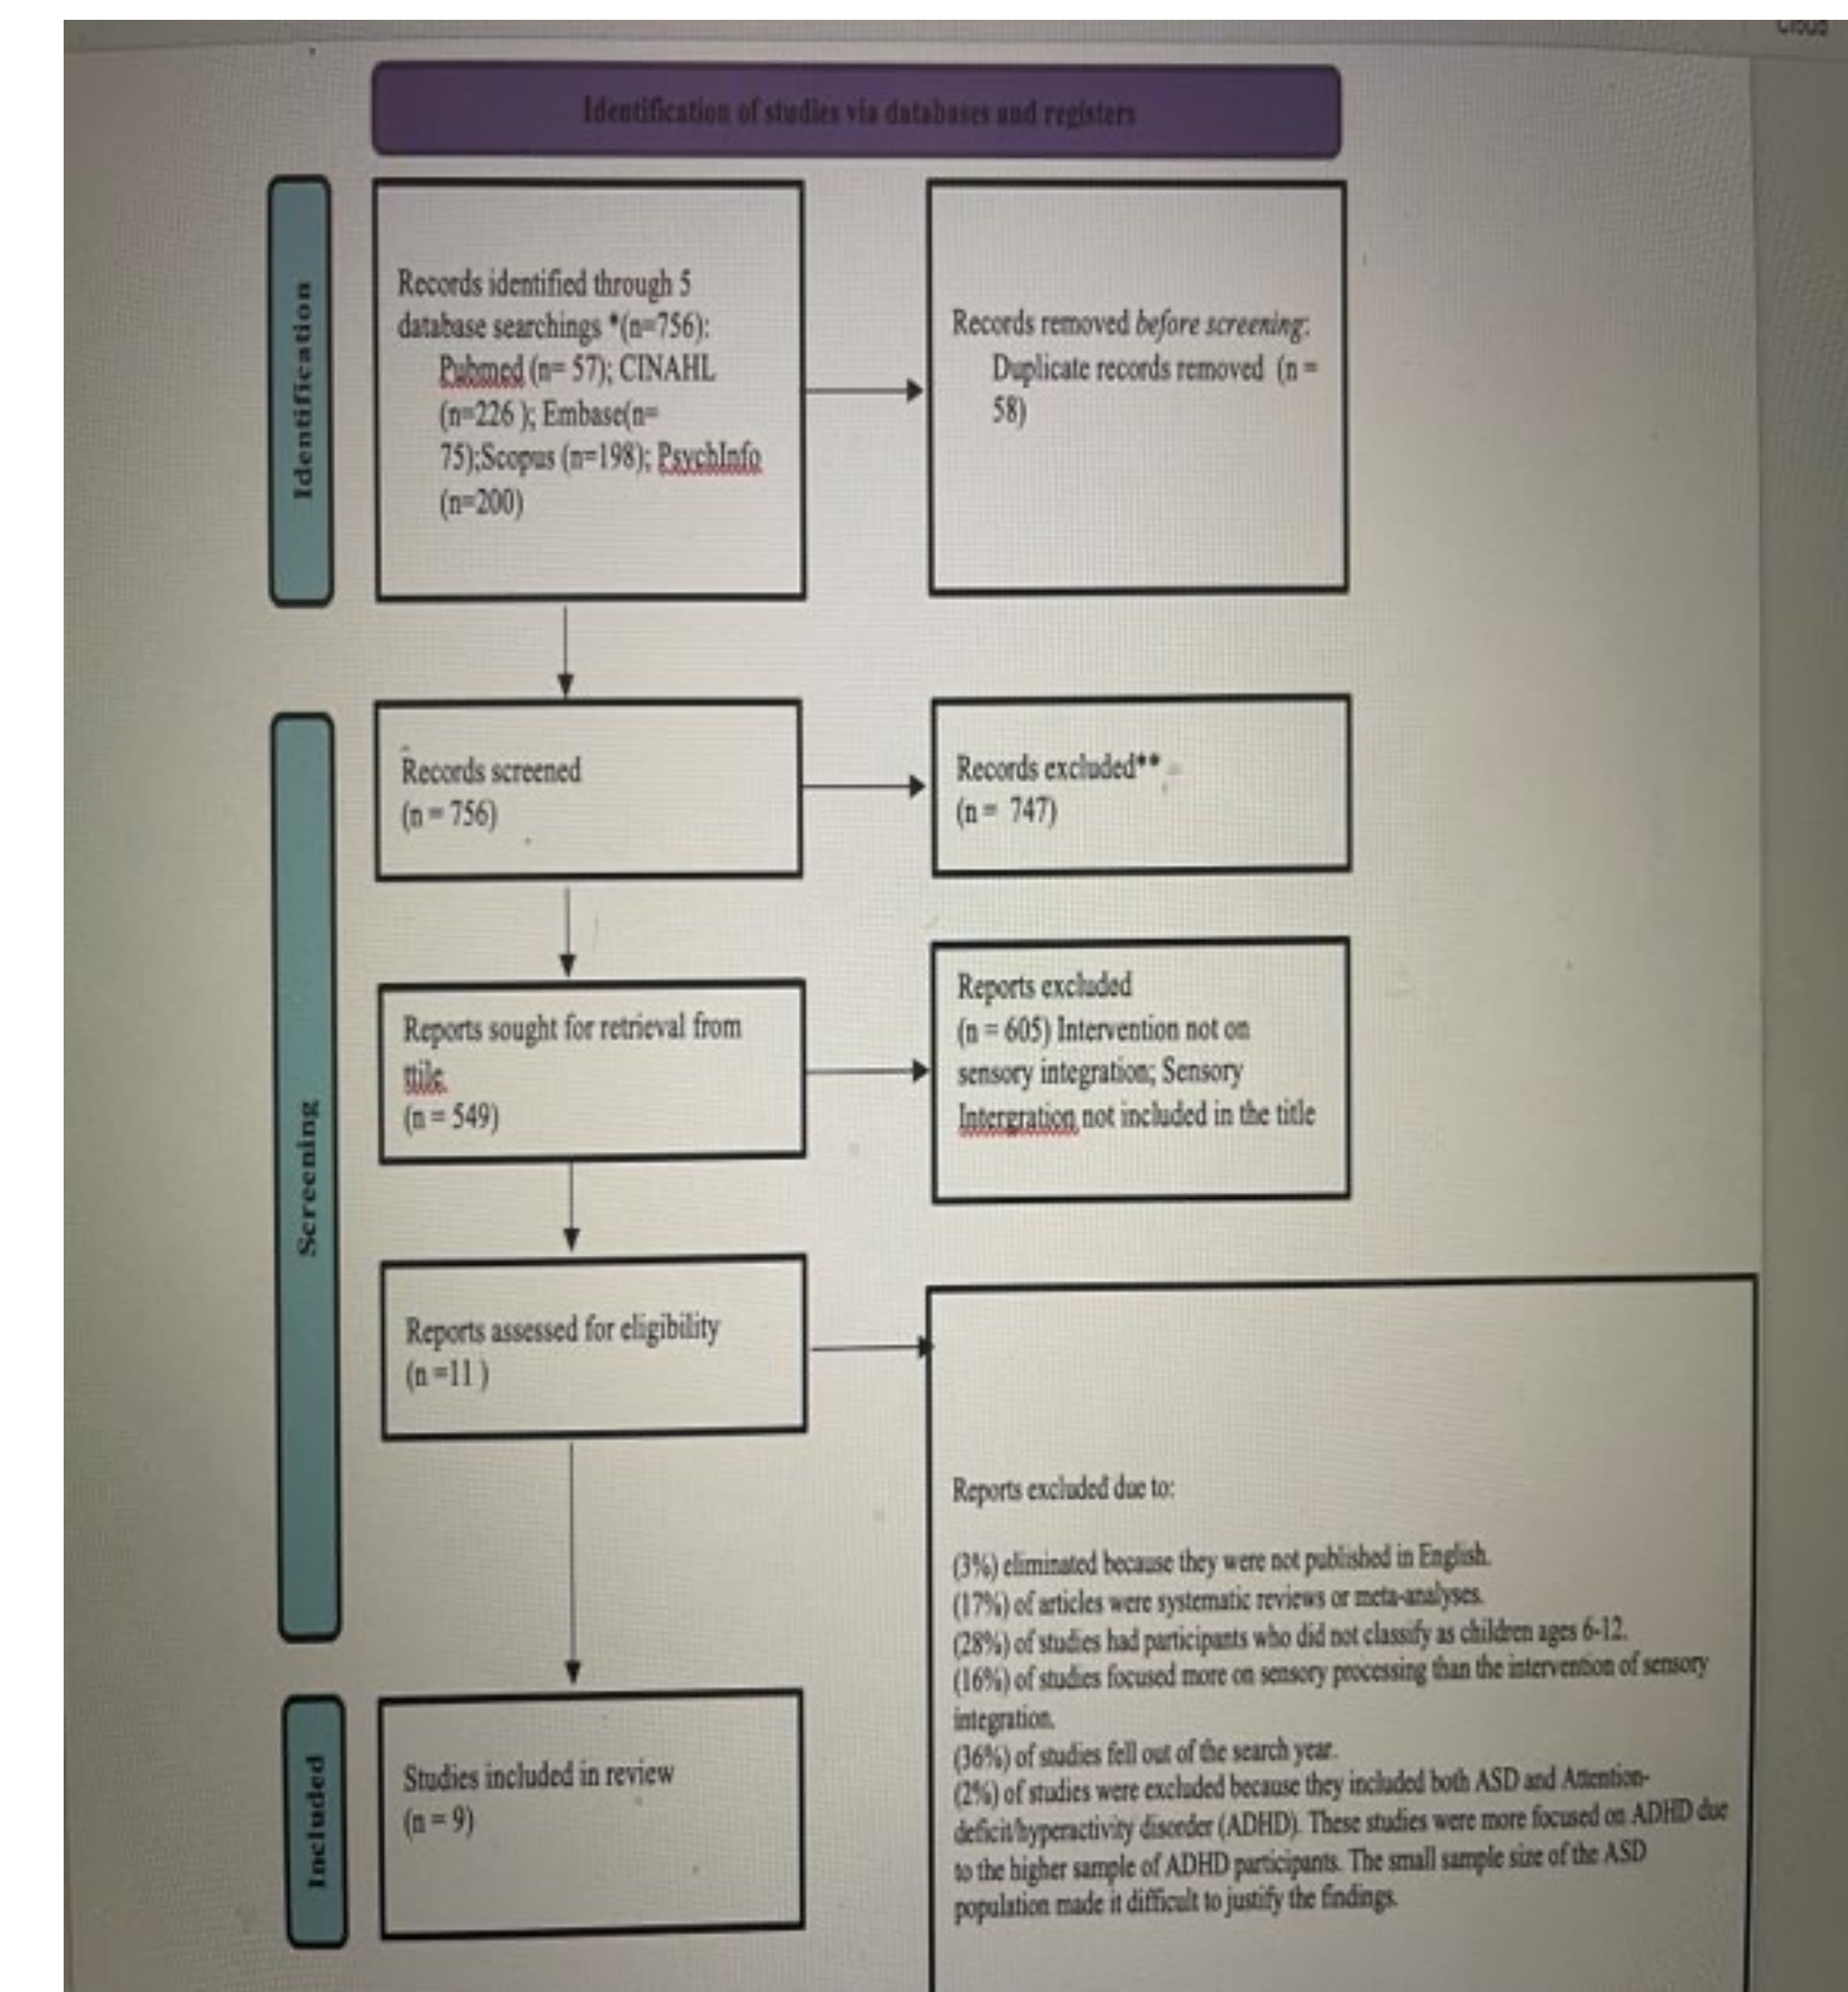 Cloud
Identification of studies via databases and registers
Identification
Records identified through 5
database searchings *(n=756):
Pubmed (n= 57); CINAHL
(n=226 ); Embase(n=
75);Scopus (n=198); PsychInfo
(n=200)
Records removed before screening:
Duplicate records removed (n =
58)
Screening
Records screened
(n = 756)
Records excluded**
(n = 747)
Reports sought for retrieval from
ttile.
(n = 549)
Reports excluded
(n = 605) Intervention not on
sensory integration; Sensory
Intergration not included in the title
Reports assessed for eligibility
(n =11 )
Reports excluded due to:
(3%) eliminated because they were not published in English.
(17%) of articles were systematic reviews or meta-analyses.
(28%) of studies had participants who did not classify as children ages 6-12.
(16%) of studies focused more on sensory processing than the intervention of sensory
integration.
(36%) of studies fell out of the search year.
(2%) of studies were excluded because they included both ASD and Attention-
deficit/hyperactivity disorder (ADHD). These studies were more focused on ADHD due
to the higher sample of ADHD participants. The small sample size of the ASD
population made it difficult to justify the findings.
Included
Studies included in review
(n = 9)